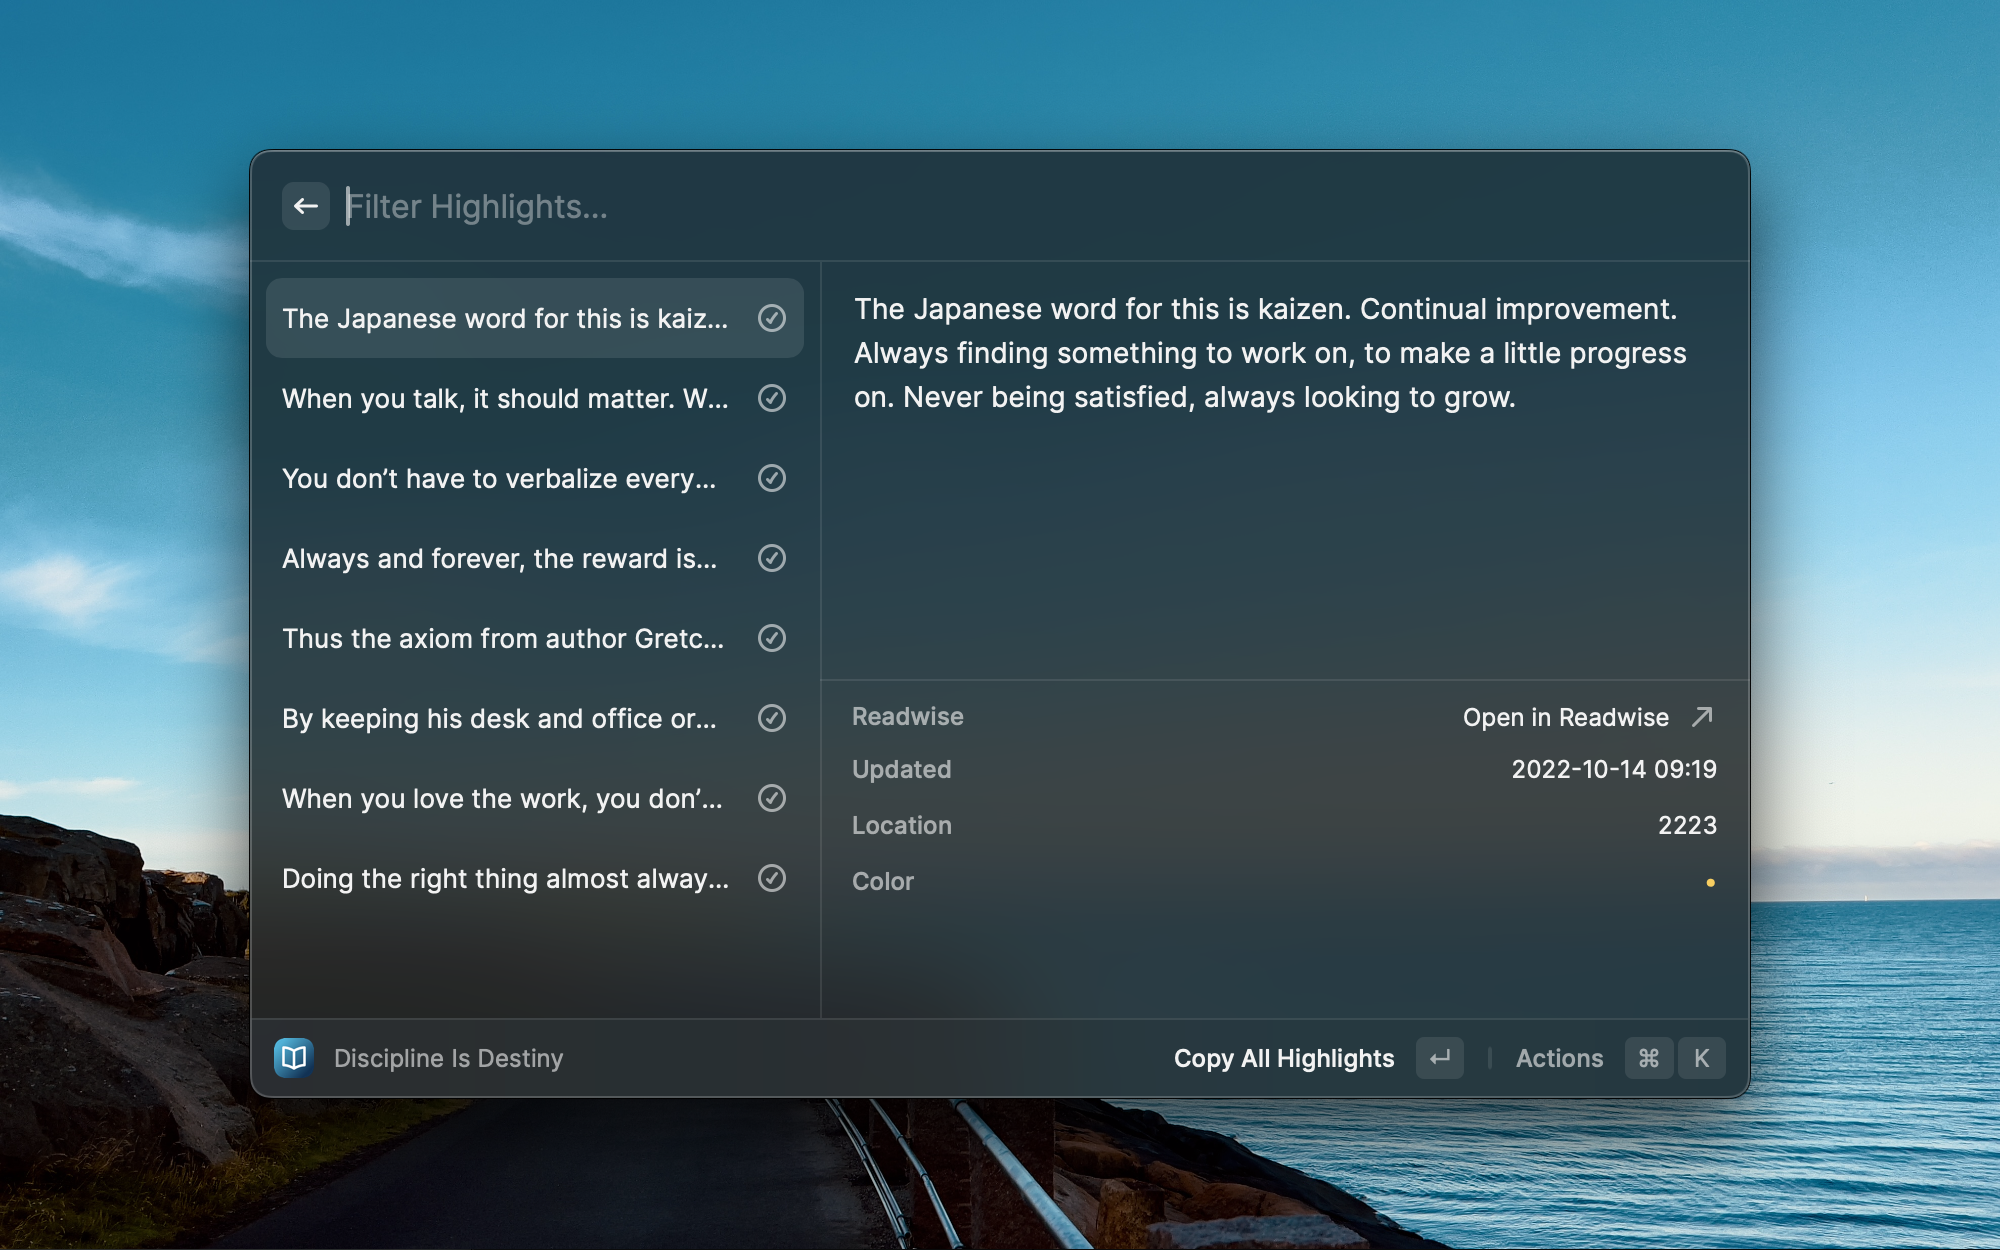 Filter Highlights...
The Japanese word for this is kaiz...
When you talk, it should matter. W...
You don’t have to verbalize every...
Always and forever, the reward is...
Thus the axiom from author Gretc...
By keeping his desk and office or...
When you love the work, you don’...
Doing the right thing almost alway...
The Japanese word for this is kaizen. Continual improvement.
Always finding something to work on, to make a little progress
on. Never being satisfied, always looking to grow.
Readwise Open in Readwise
Updated 2022-10-14 09:19
Location 2223
Color
Discipline Is Destiny Copy All Highlights Actions ⌘ K